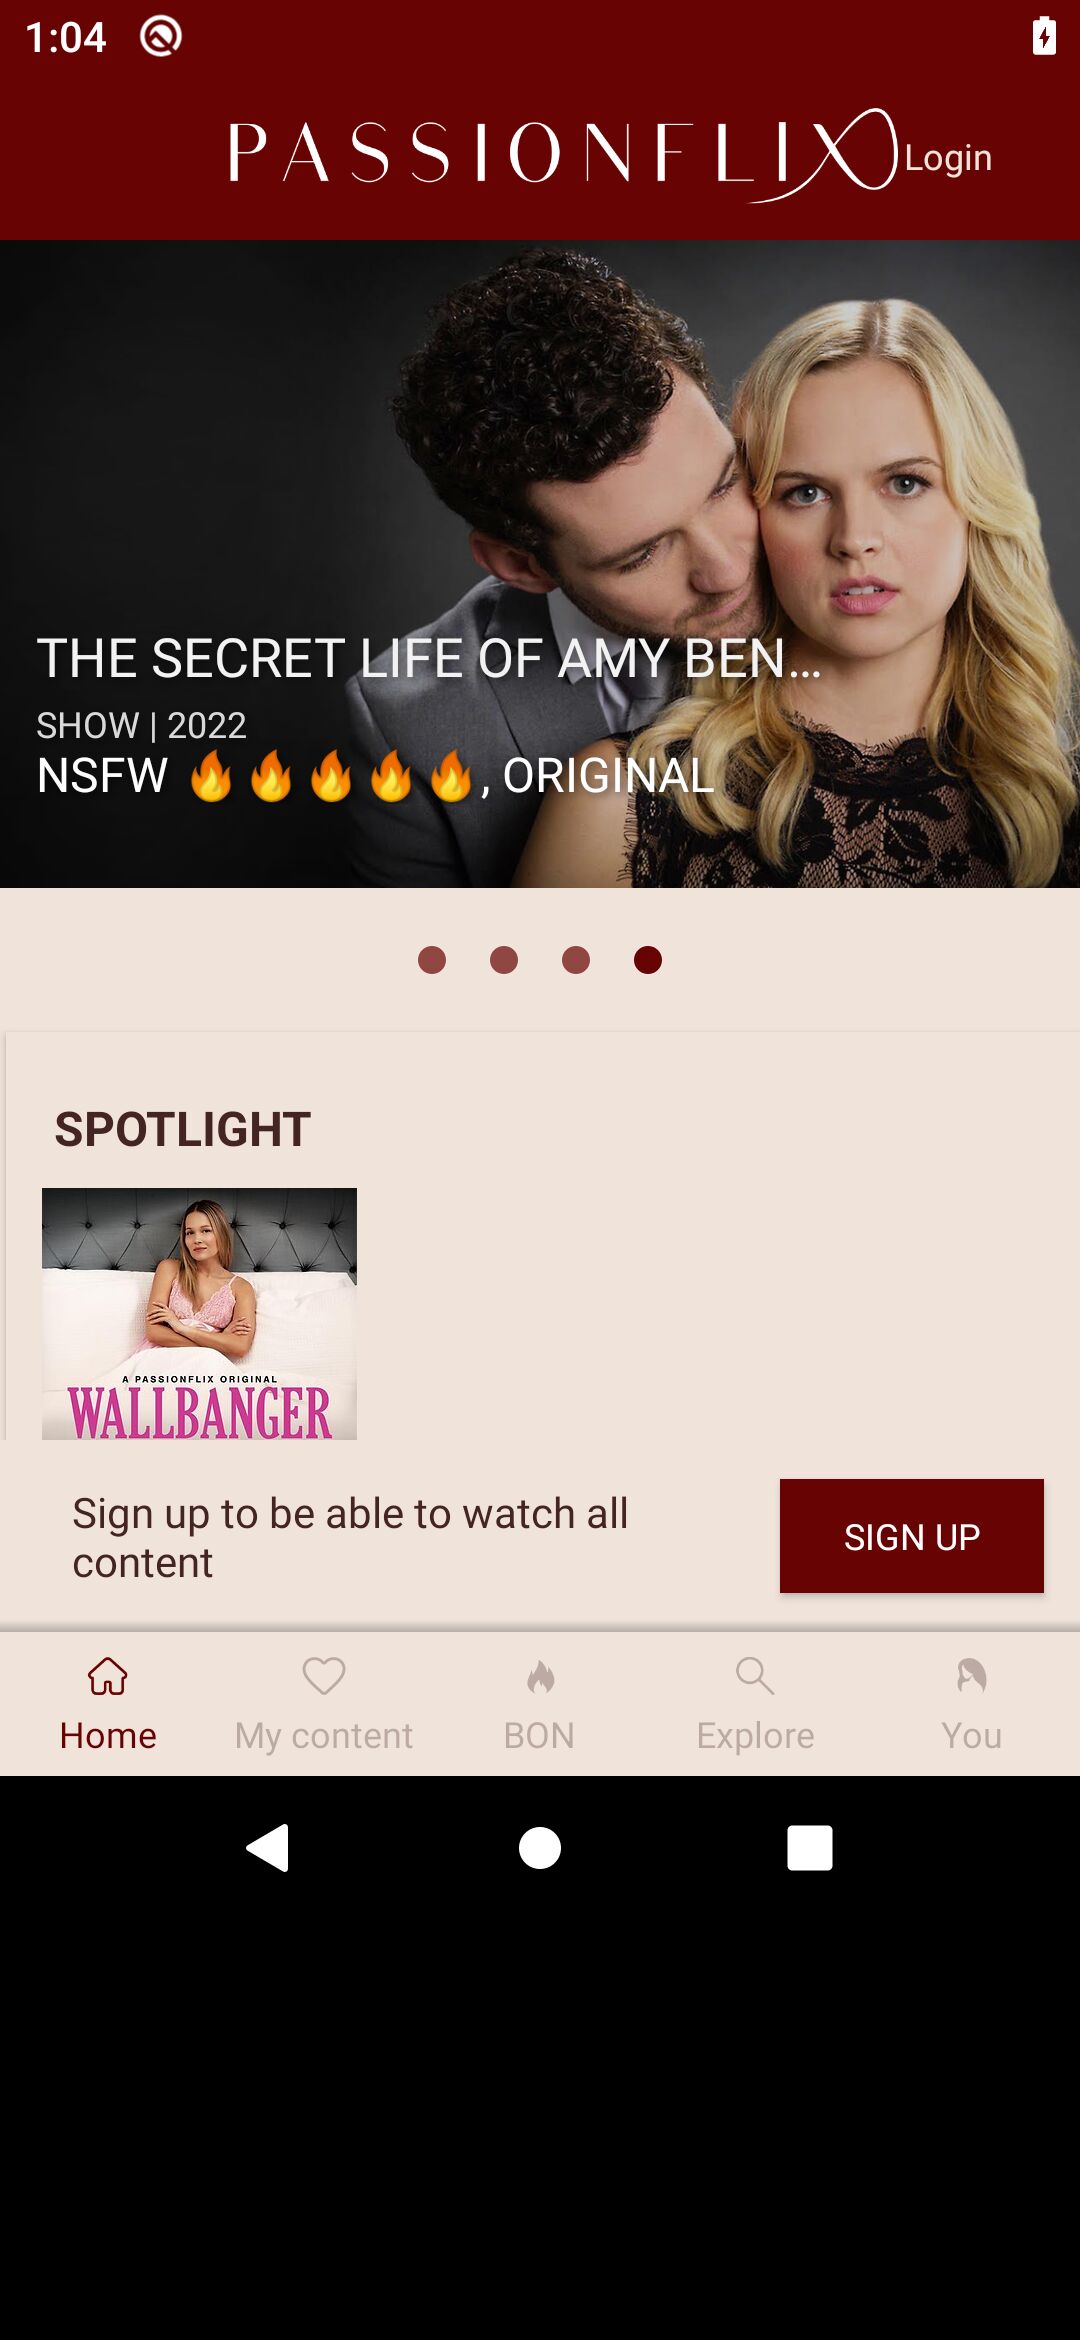 1:04
PASSIONFLIX
Login
THE SECRET LIFE OF AMY BEN...
SHOW | 2022
NSFW 🔥🔥🔥🔥🔥, ORIGINAL
SPOTLIGHT
A PASSIONFLIX ORIGINAL
WALLBANGER
Sign up to be able to watch all
content
SIGN UP
Home
My content
BON
Explore
You